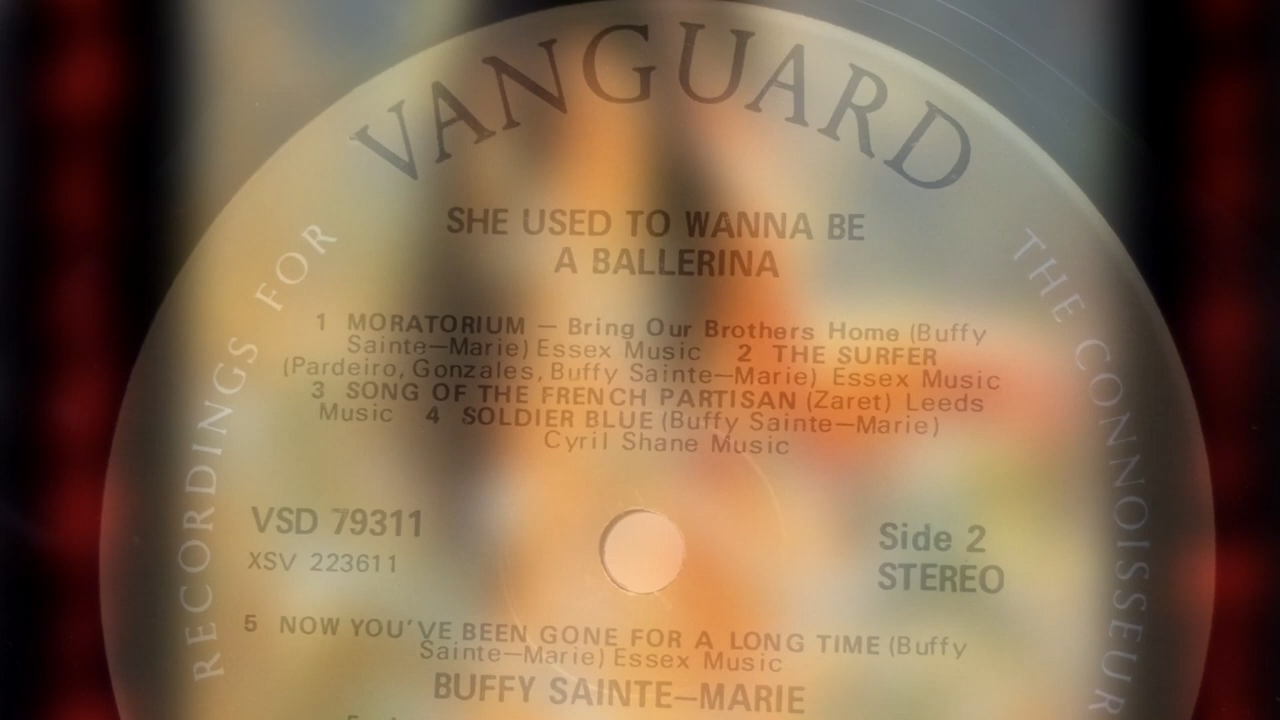 VANGUARD
RECORDINGS FOR THE CONNOISSEUR
SHE USED TO WANNA BE
A BALLERINA
1 MORATORIUM — Bring Our Brothers Home (Buffy
Sainte—Marie) Essex Music 2 THE SURFER
(Pardeiro, Gonzales, Buffy Sainte—Marie) Essex Music
3 SONG OF THE FRENCH PARTISAN (Zaret) Leeds
Music 4 SOLDIER BLUE (Buffy Sainte—Marie)
Cyril Shane Music
VSD 79311
XSV 223611
Side 2
STEREO
5 NOW YOU'VE BEEN GONE FOR A LONG TIME (Buffy
Sainte—Marie) Essex Music
BUFFY SAINTE—MARIE